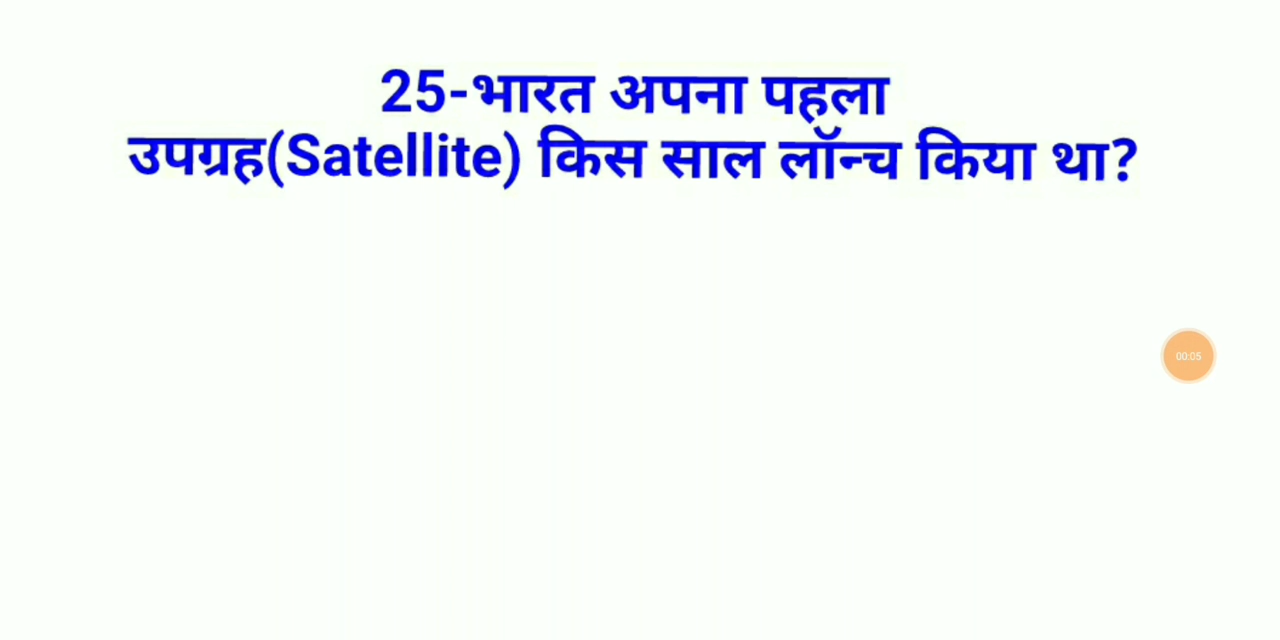 25-भारत अपना पहला
उपग्रह(Satellite) किस साल लॉन्च किया था?
00:05